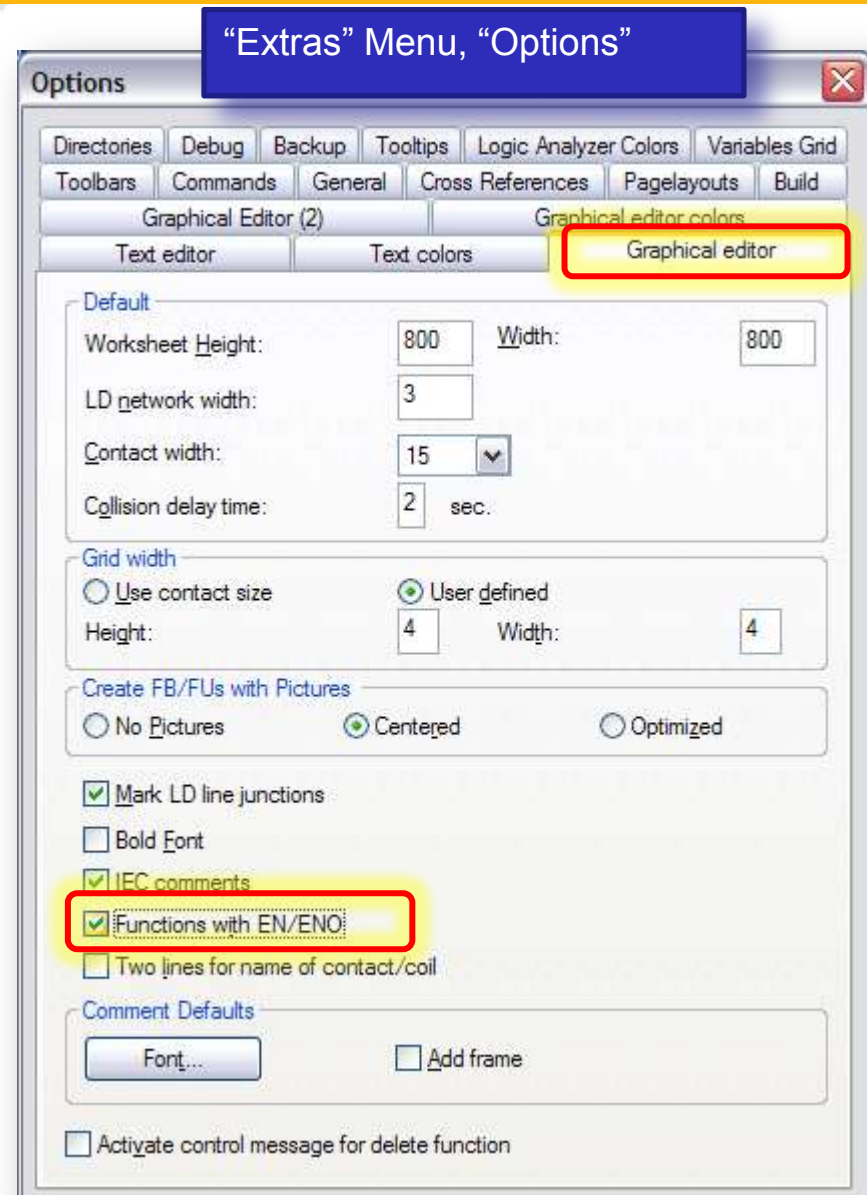 “Extras” Menu, “Options”
Options
Directories Debug Backup Tooltips Logic Analyzer Colors Variables Grid
Toolbars Commands General Cross References Pagelayouts Build
Graphical Editor (2) Graphical editor colors
Text editor Text colors Graphical editor
Default
Worksheet Height: 800 Width: 800
LD network width: 3
Contact width: 15
Collision delay time: 2 sec.
Grid width
Use contact size User defined
Height: 4 Width: 4
Create FB/FUs with Pictures
No Pictures Centered Optimized
Mark LD line junctions
Bold Font
IEC comments
Functions with EN/ENO
Two lines for name of contact/coil
Comment Defaults
Font... Add frame
Activate control message for delete function